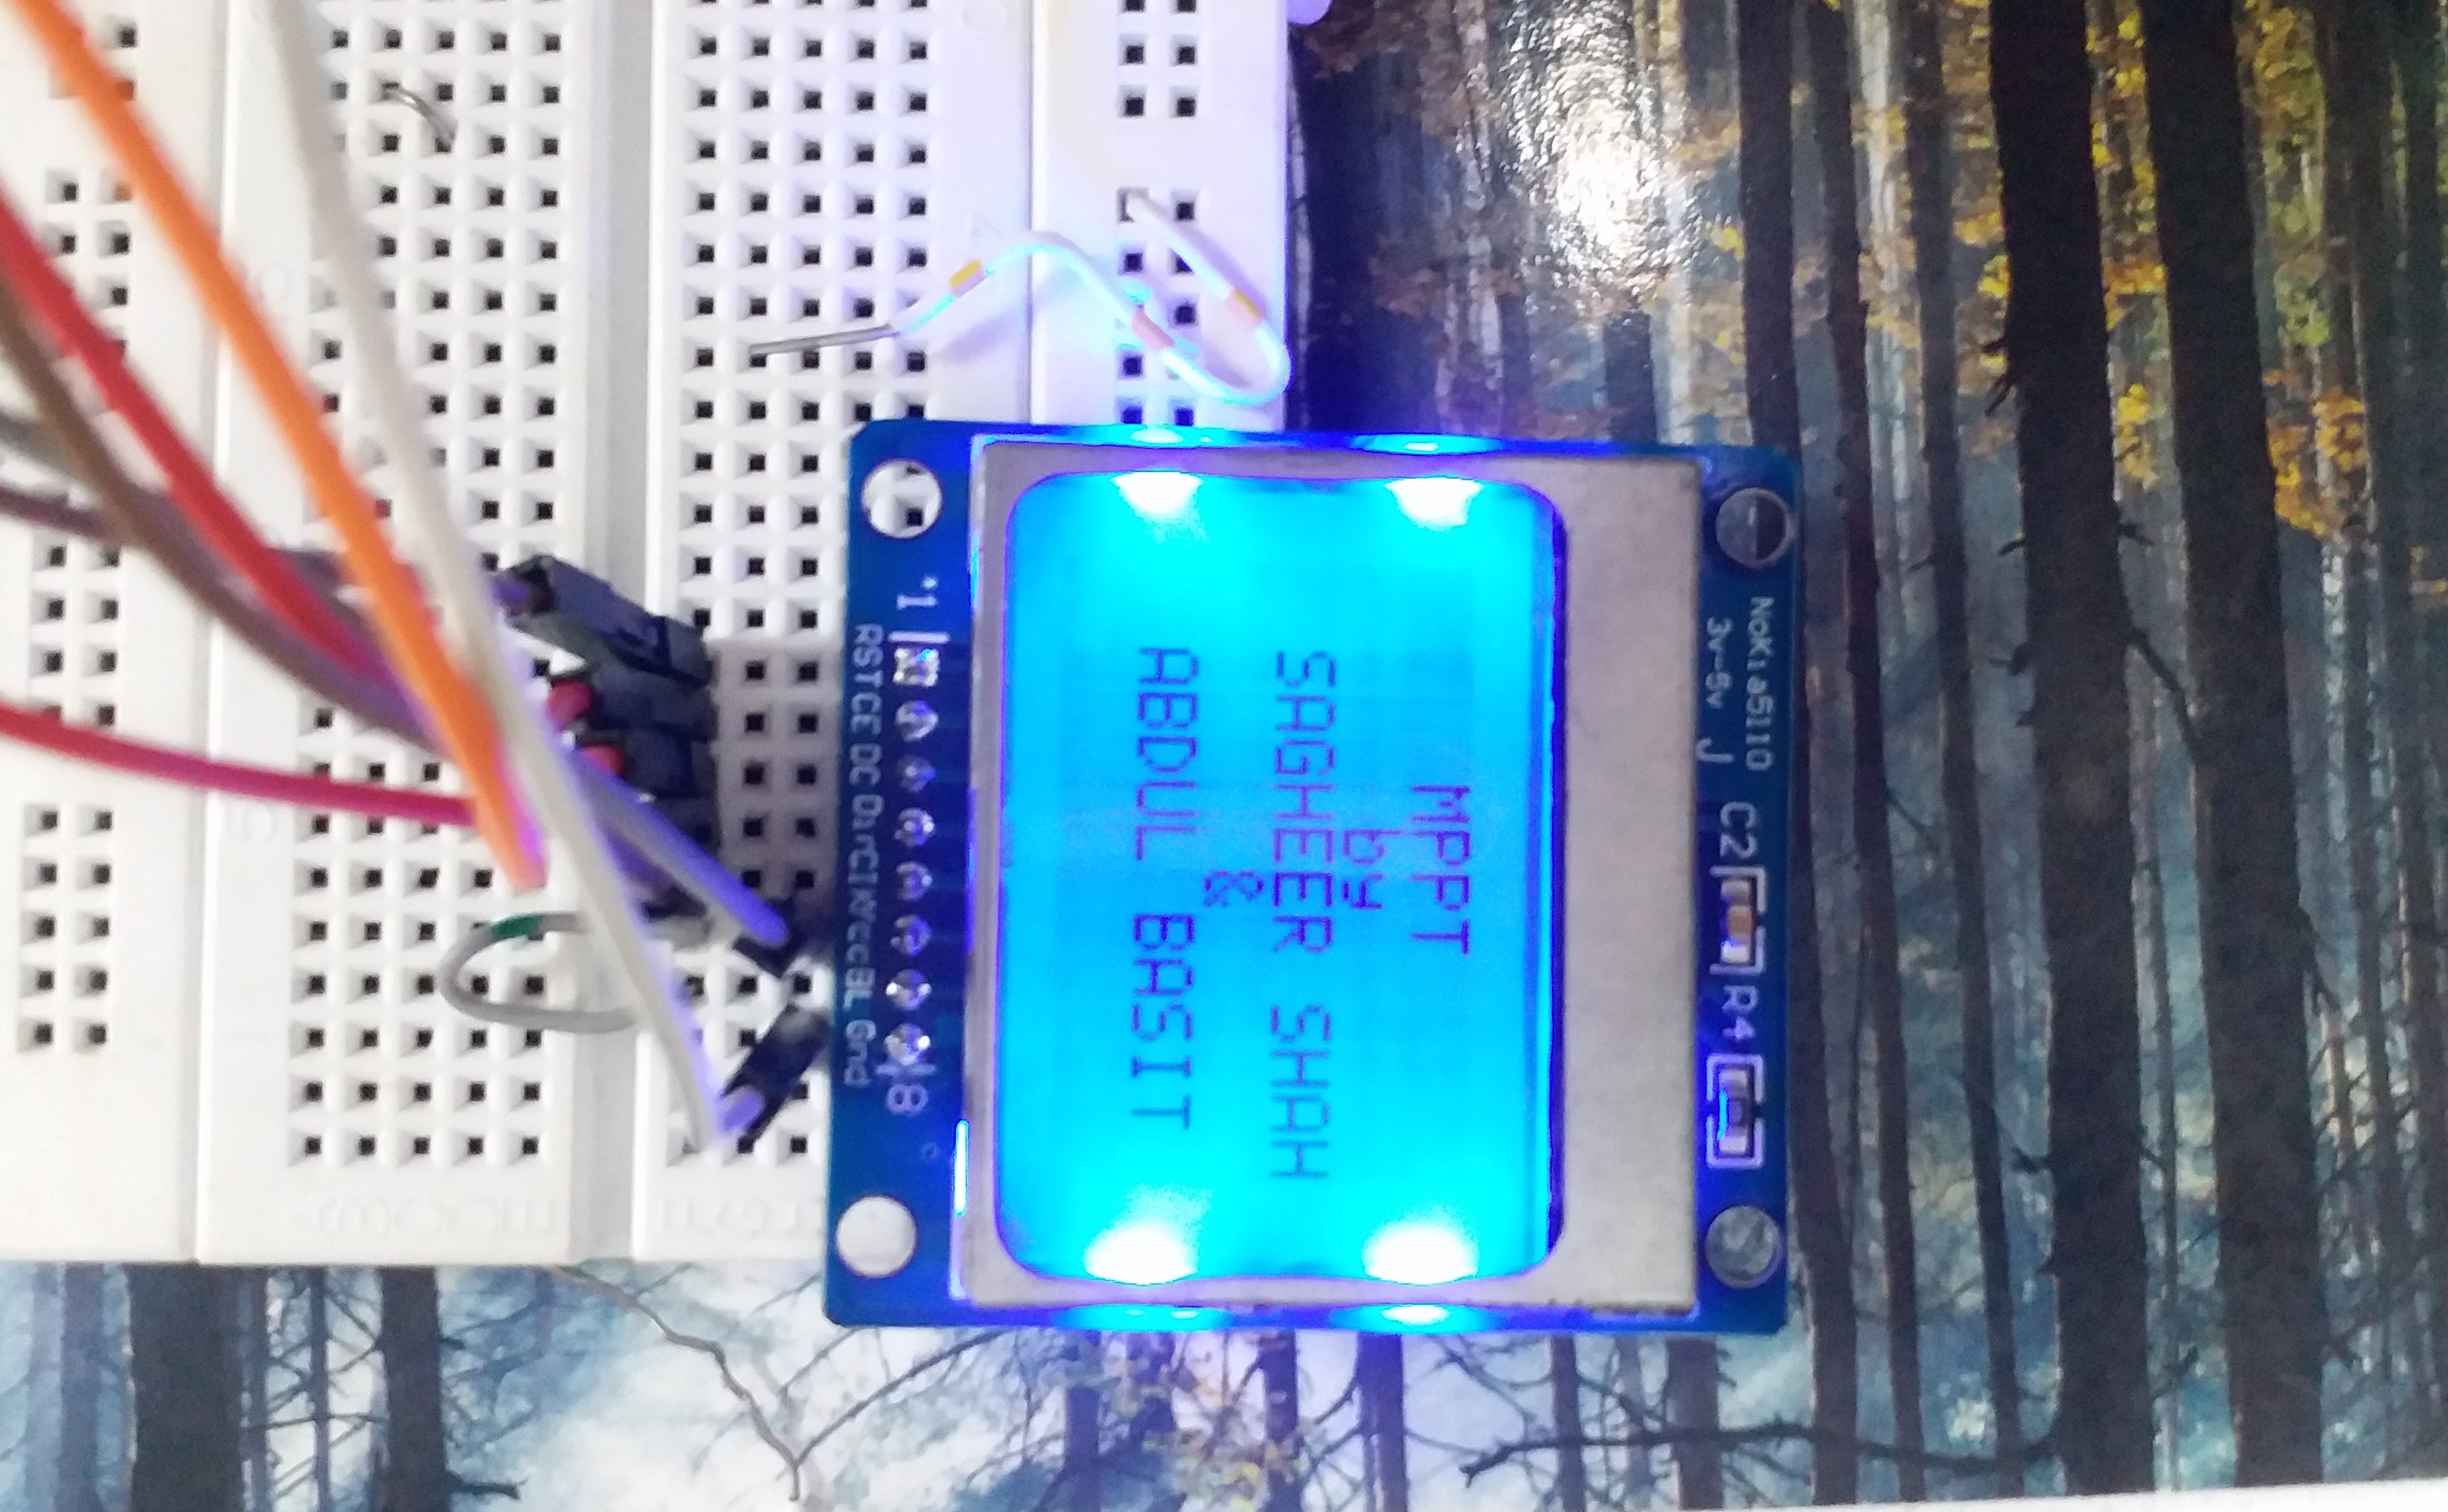 Nokia5110
3v-5v
C2
R4
MPPT
by
SAGHEER SHAH
&
ABDUL BASIT
1
8
RST CE DC Din Clk Vcc BL Gnd